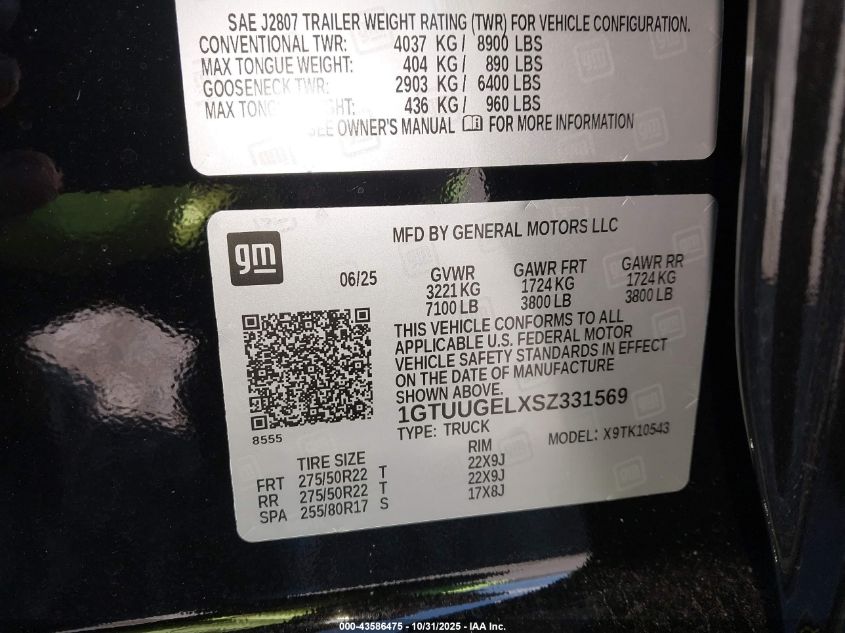 SAE J2807 TRAILER WEIGHT RATING (TWR) FOR VEHICLE CONFIGURATION.
CONVENTIONAL TWR: 4037 KG/ 8900 LBS
MAX TONGUE WEIGHT: 404 KG/ 890 LBS
GOOSENECK TWR: 2903 KG/ 6400 LBS
MAX 436 KG/ 960 LBS
OWNER'S MANUAL FOR MORE INFORMATION
gm
MFD BY GENERAL MOTORS LLC
06/25 GVWR GAWR FRT GAWR RR
3221 KG 1724 KG 1724 KG
7100 LB 3800 LB 3800 LB
THIS VEHICLE CONFORMS TO ALL
APPLICABLE U.S. FEDERAL MOTOR
VEHICLE SAFETY STANDARDS IN EFFECT
ON THE DATE OF MANUFACTURE
SHOWN ABOVE.
1GTUUGELXSZ331569
8555
TYPE: TRUCK MODEL: X9TK10543
TIRE SIZE RIM
FRT 275/50R22 T 22X9J
RR 275/50R22 T 22X9J
SPA 255/80R17 S 17X8J
000-43586475 - 10/31/2025 - IAA Inc.